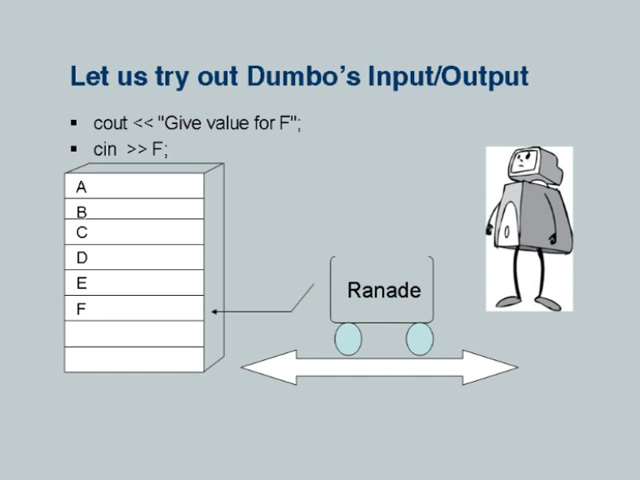 Let us try out Dumbo's Input/Output
▪ cout << "Give value for F";
▪ cin >> F;
A
B
C
D
E
F
Ranade